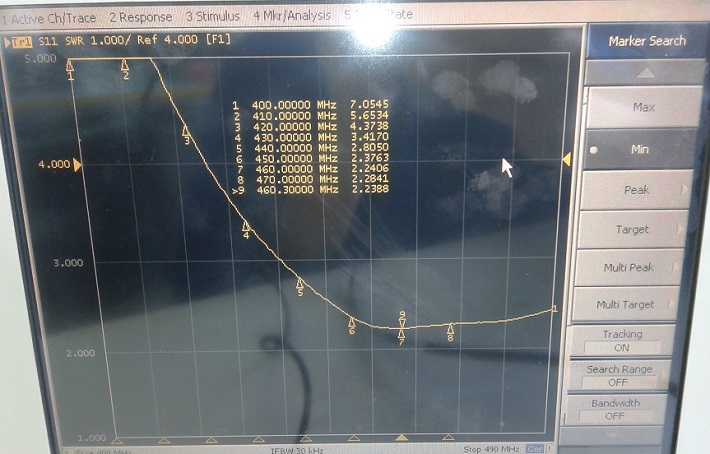 1 Active Ch/Trace 2 Response 3 Stimulus 4 Mkr/Analysis 5 State
Tr1 S11 SWR 1.000/ Ref 4.000 [F1]
5.000
4.000
3.000
2.000
1.000
1 400.00000 MHz 7.0545
2 410.00000 MHz 5.6534
3 420.00000 MHz 4.3738
4 430.00000 MHz 3.4170
5 440.00000 MHz 2.8050
6 450.00000 MHz 2.3763
7 460.00000 MHz 2.2406
8 470.00000 MHz 2.2841
>9 460.30000 MHz 2.2388
1
2
3
4
5
6
9
7
8
1
IFBW 30 kHz
Stop 490 MHz Cor !
Marker Search
Max
Min
Peak
Target
Multi Peak
Multi Target
Tracking
ON
Search Range
OFF
Bandwidth
OFF